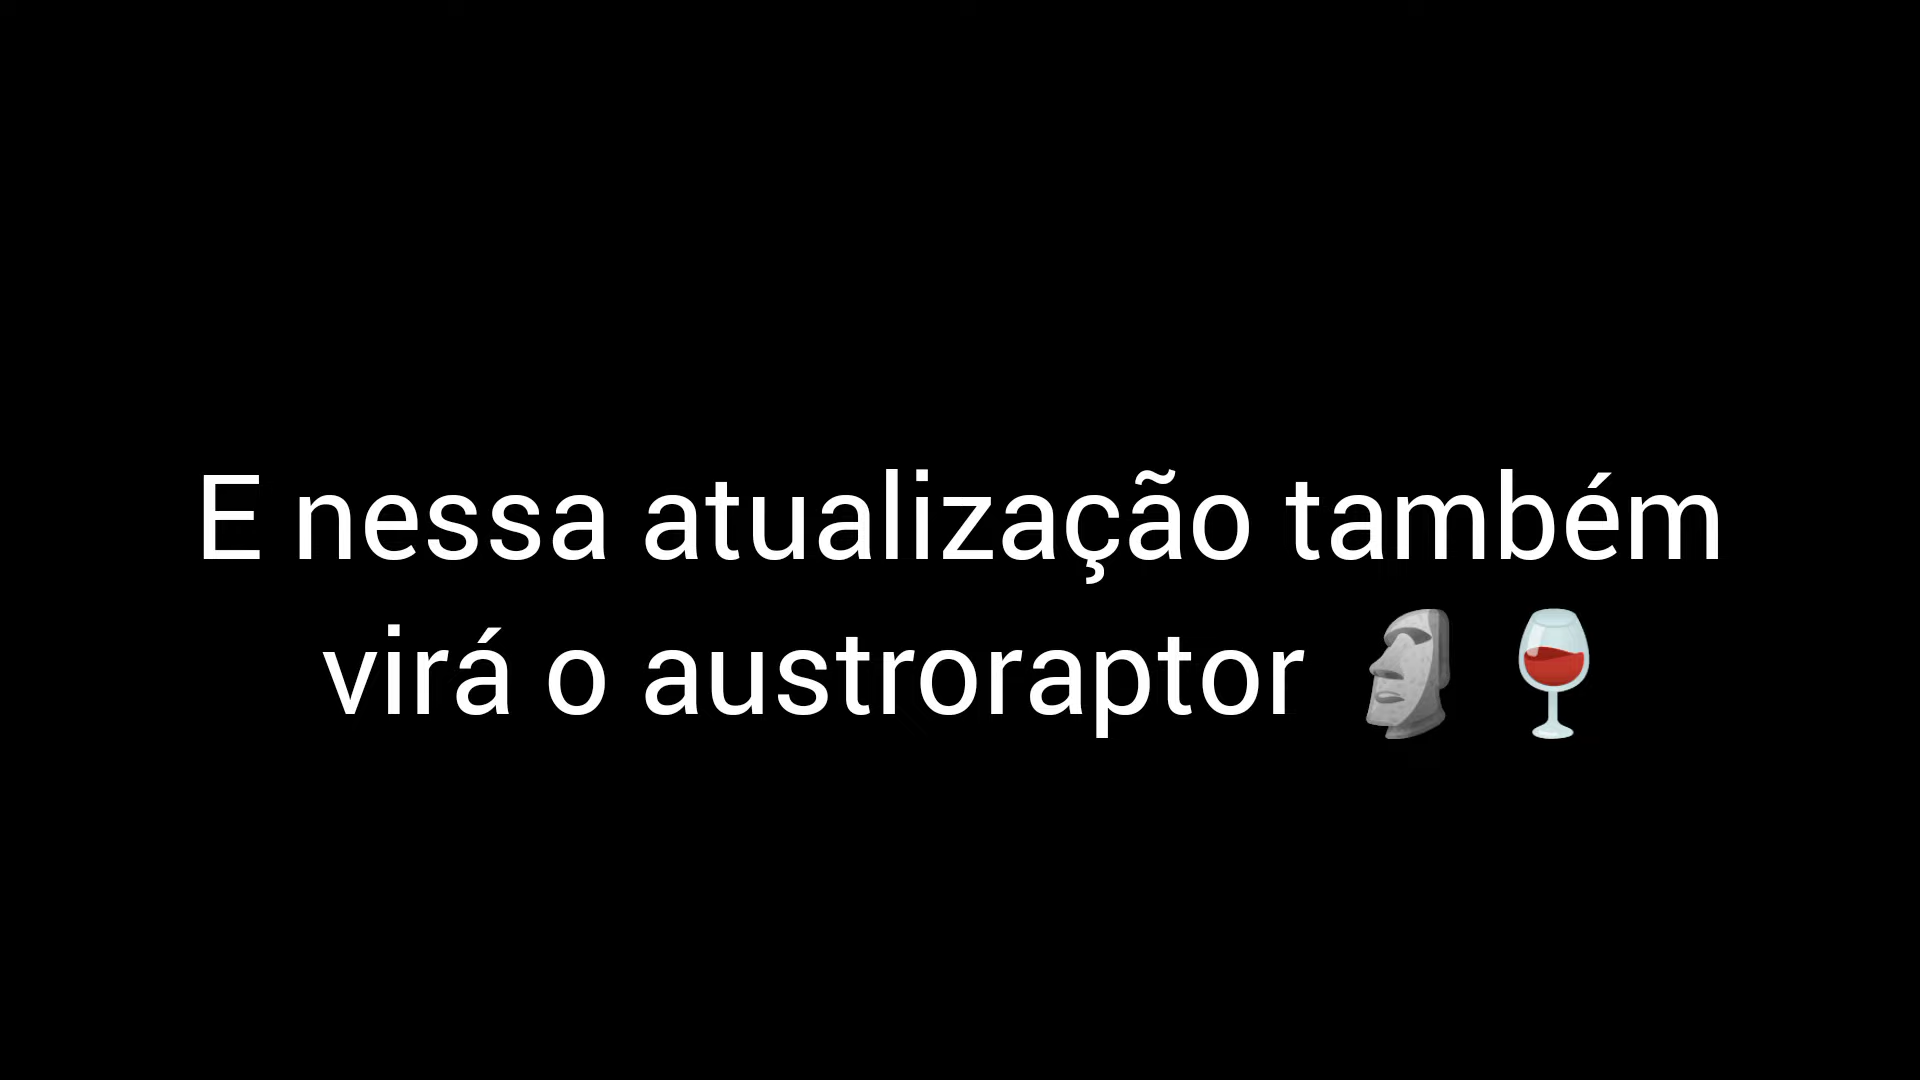 E nessa atualização também
virá o austroraptor 🗿 🍷